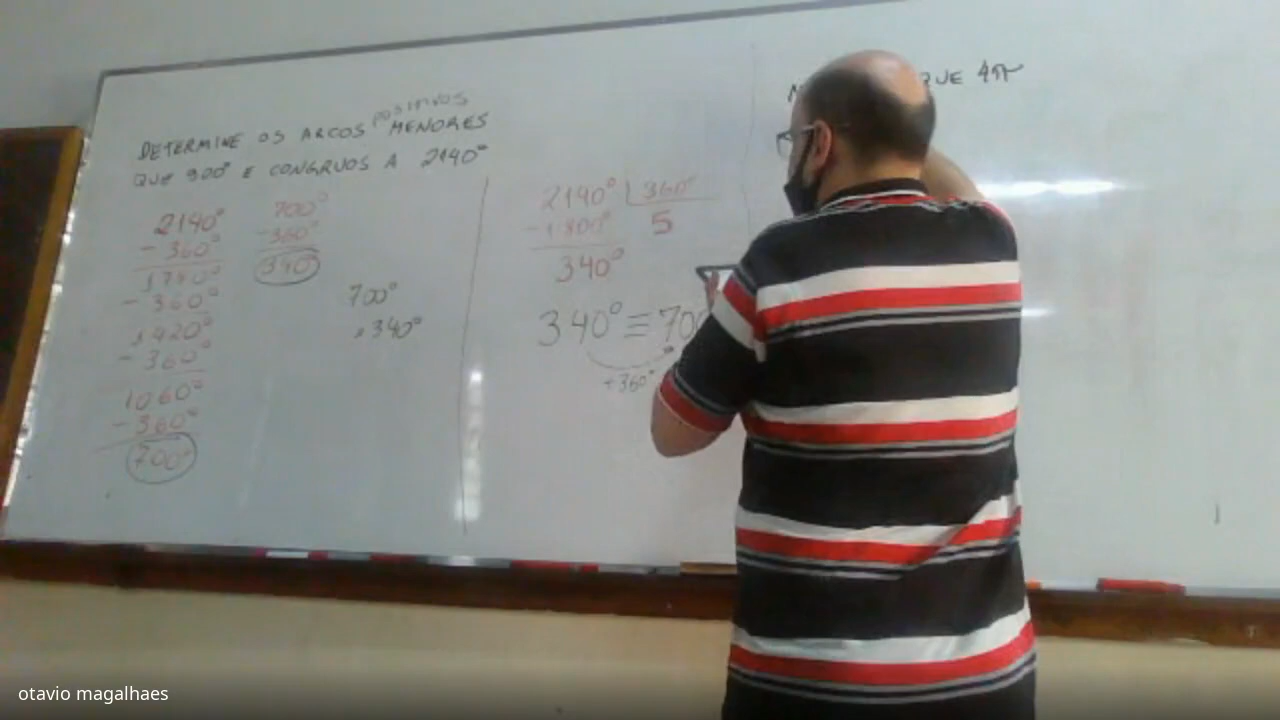 POSITIVOS
DETERMINE OS ARCOS MENORES
QUE 900° E CONGRUOS A 2140°
2140°
- 360°
1780°
- 360°
1420°
- 360°
1060°
- 360°
700°
700°
- 360°
340°
700°
340°
2140° 360°
- 1800° 5
340°
340° ≡ 700
+360°
QUE 4π
otavio magalhaes